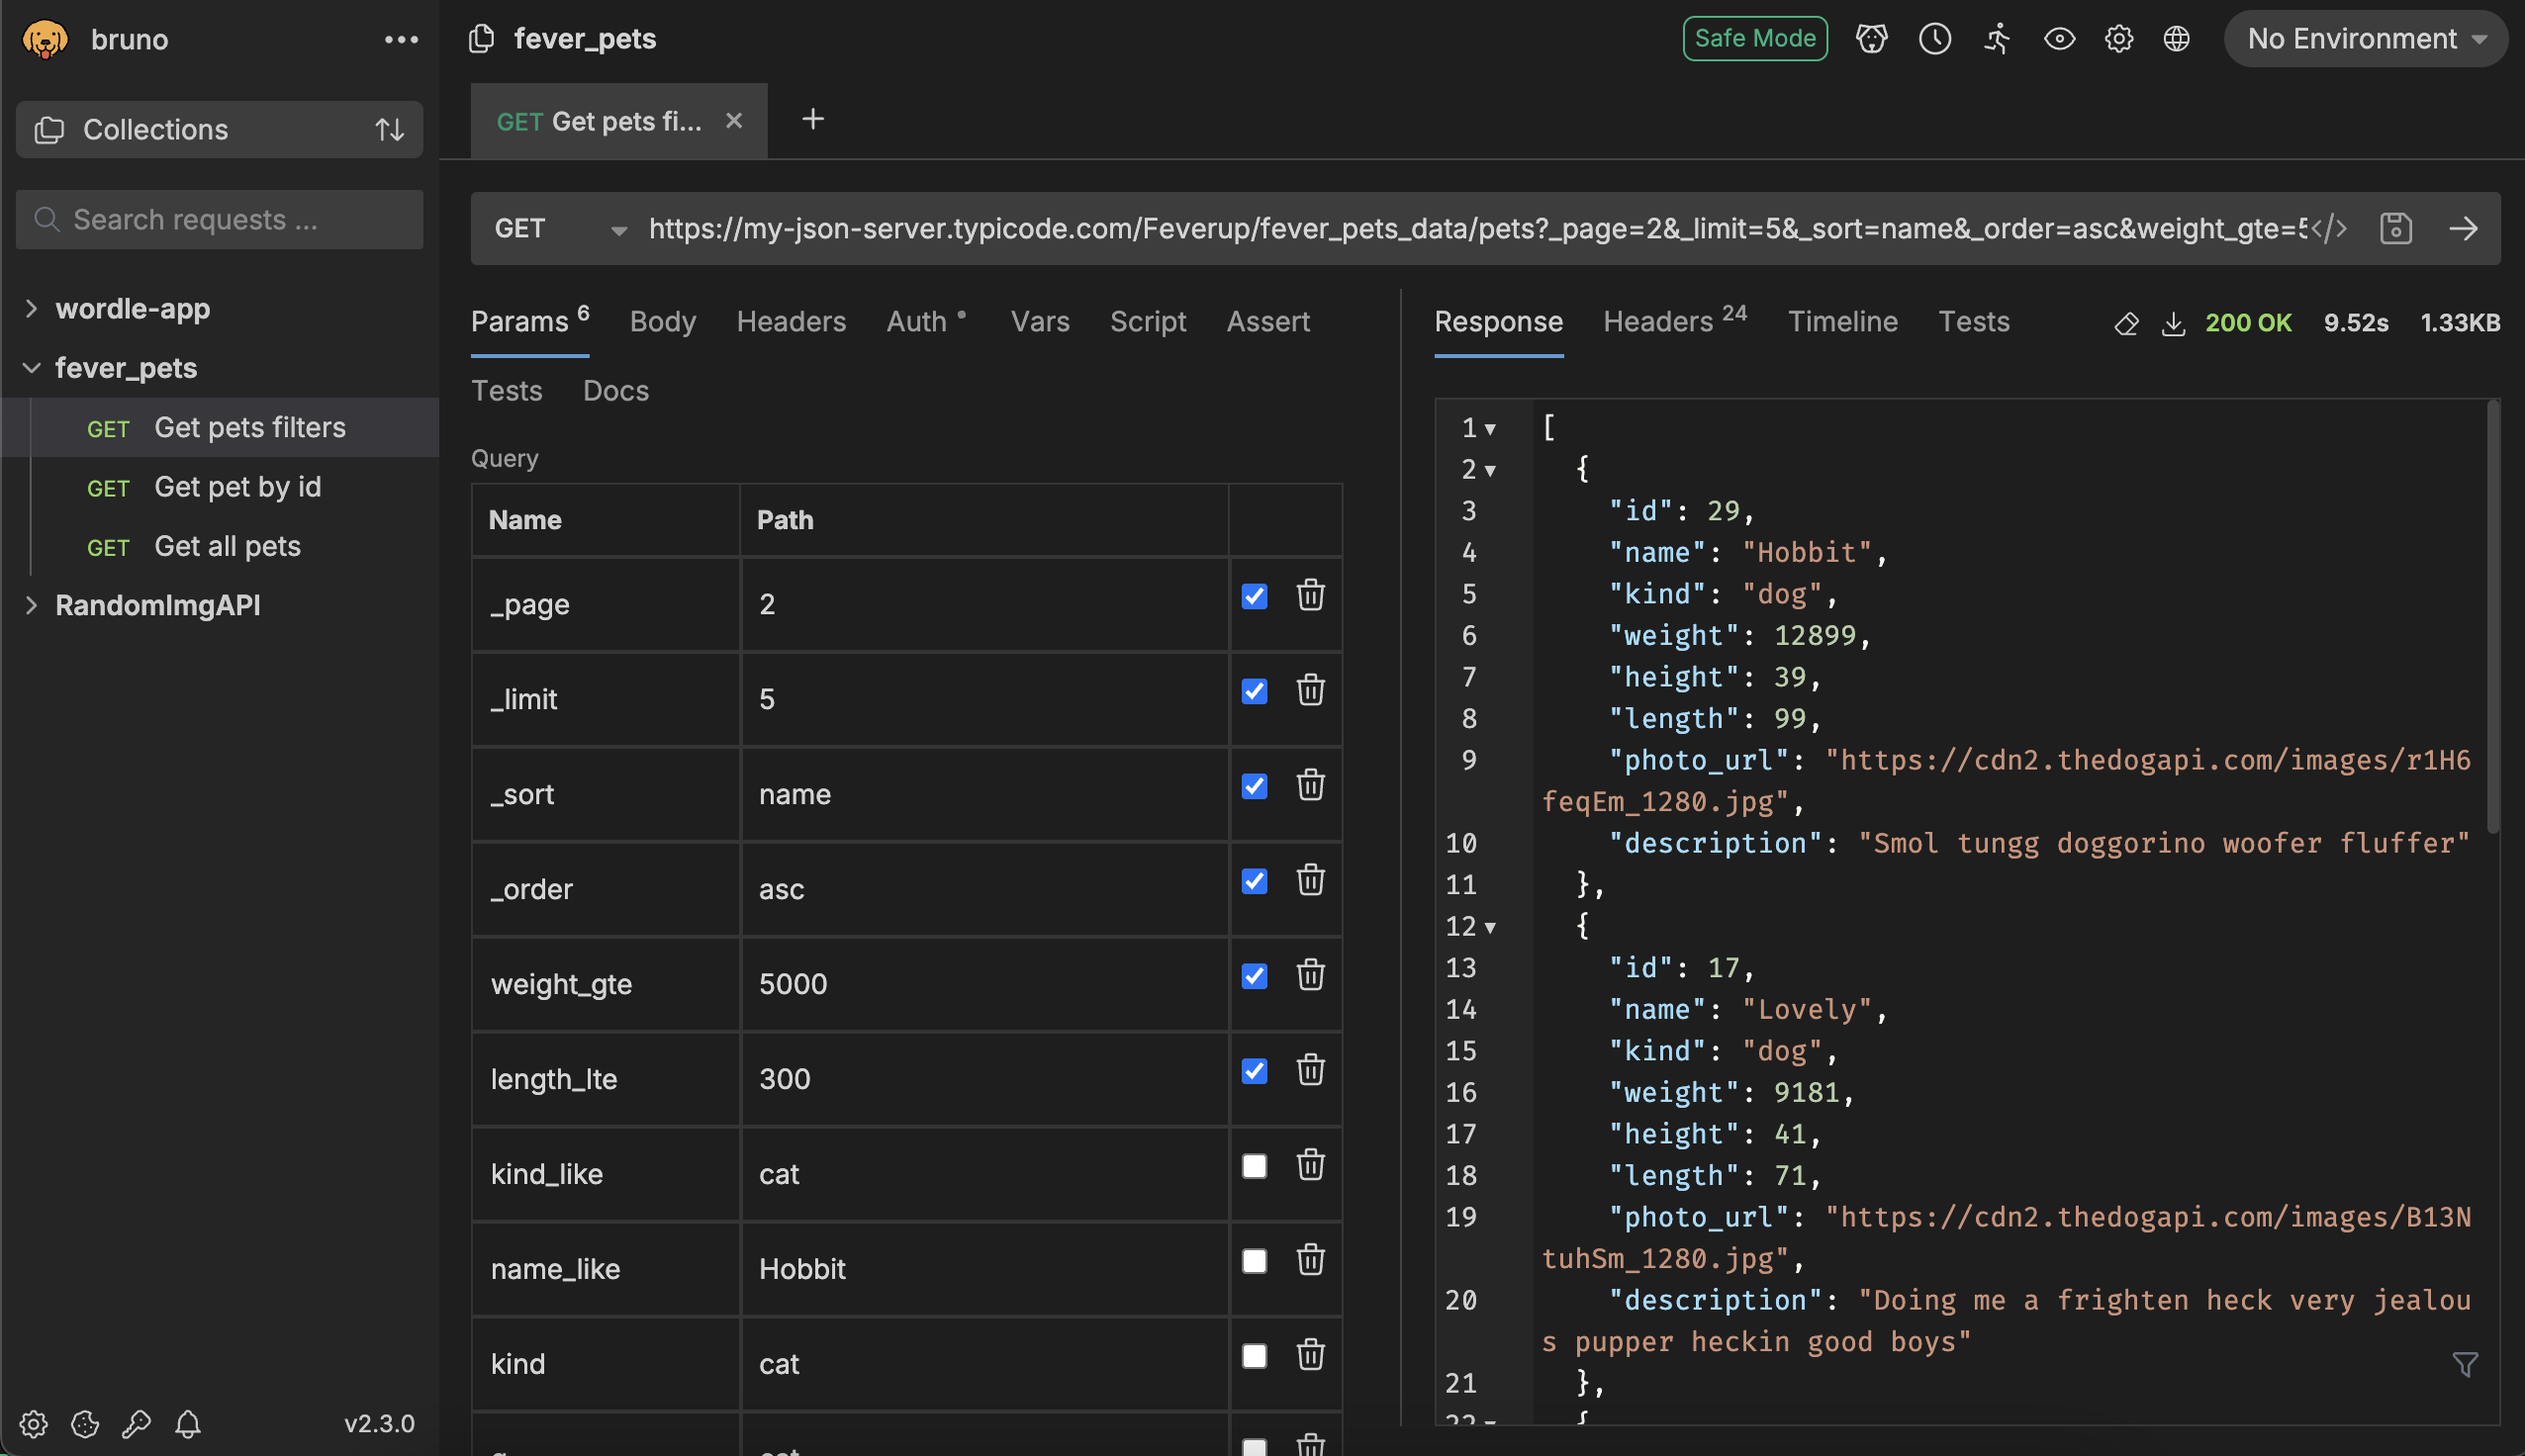 bruno
Collections
Search requests ...
wordle-app
fever_pets
GET Get pets filters
GET Get pet by id
GET Get all pets
RandomImgAPI
v2.3.0
fever_pets
Safe Mode
No Environment
GET Get pets fi...
GET https://my-json-server.typicode.com/Feverup/fever_pets_data/pets?_page=2&_limit=5&_sort=name&_order=asc&weight_gte=5
Params 6 Body Headers Auth Vars Script Assert
Tests Docs
Query
Name Path
_page 2
_limit 5
_sort name
_order asc
weight_gte 5000
length_lte 300
kind_like cat
name_like Hobbit
kind cat
Response Headers 24 Timeline Tests 200 OK 9.52s 1.33KB
1 [
2 {
3 "id": 29,
4 "name": "Hobbit",
5 "kind": "dog",
6 "weight": 12899,
7 "height": 39,
8 "length": 99,
9 "photo_url": "https://cdn2.thedogapi.com/images/r1H6
feqEm_1280.jpg",
10 "description": "Smol tungg doggorino woofer fluffer"
11 },
12 {
13 "id": 17,
14 "name": "Lovely",
15 "kind": "dog",
16 "weight": 9181,
17 "height": 41,
18 "length": 71,
19 "photo_url": "https://cdn2.thedogapi.com/images/B13N
tuhSm_1280.jpg",
20 "description": "Doing me a frighten heck very jealou
s pupper heckin good boys"
21 },
22 {